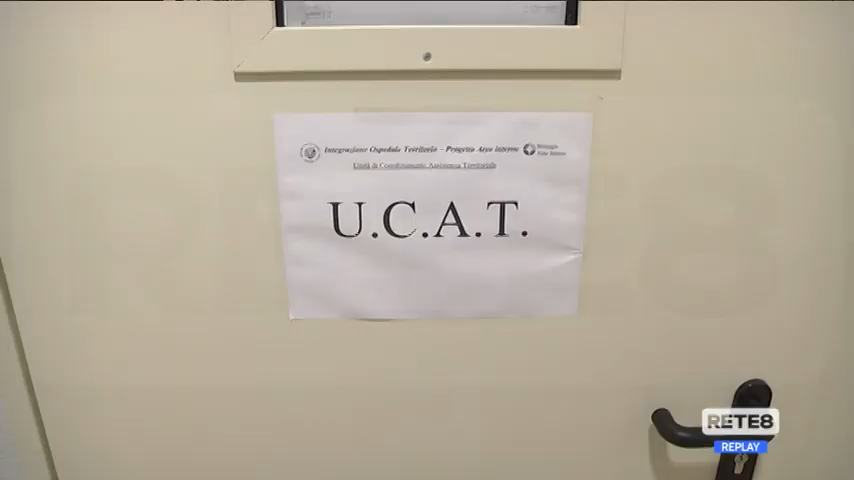 Integrazione Ospedale Territorio – Progetto Aree interne
Unità di Coordinamento Assistenza Territoriale
U.C.A.T.
RETE8
REPLAY